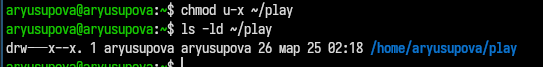 aryusupova@aryusupova:~$ chmod u-x ~/play
aryusupova@aryusupova:~$ ls -ld ~/play
drw---x--x. 1 aryusupova aryusupova 26 мар 25 02:18 /home/aryusupova/play
aryusupova@aryusupova:~$